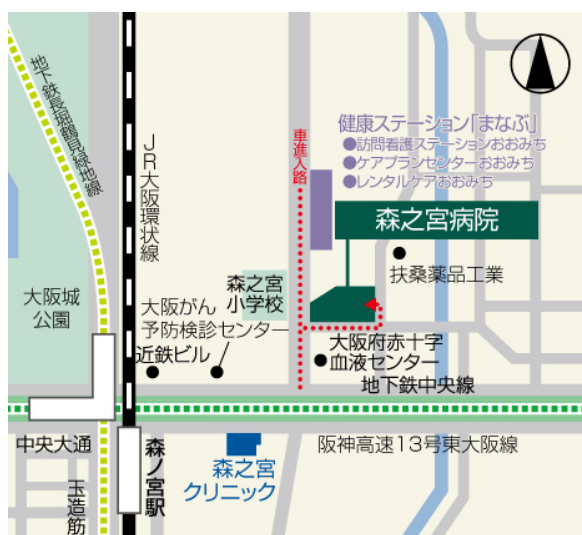 地下鉄長堀鶴見緑地線
JR大阪環状線
車進入路
健康ステーション「まなぶ」
●訪問看護ステーションおおみち
●ケアプランセンターおおみち
●レンタルケアおおみち
森之宮病院
扶桑薬品工業
大阪城
公園
森之宮
小学校
大阪がん
予防検診センター
近鉄ビル
大阪府赤十字
血液センター
地下鉄中央線
中央大通
阪神高速13号東大阪線
森ノ宮駅
玉造筋
森之宮
クリニック